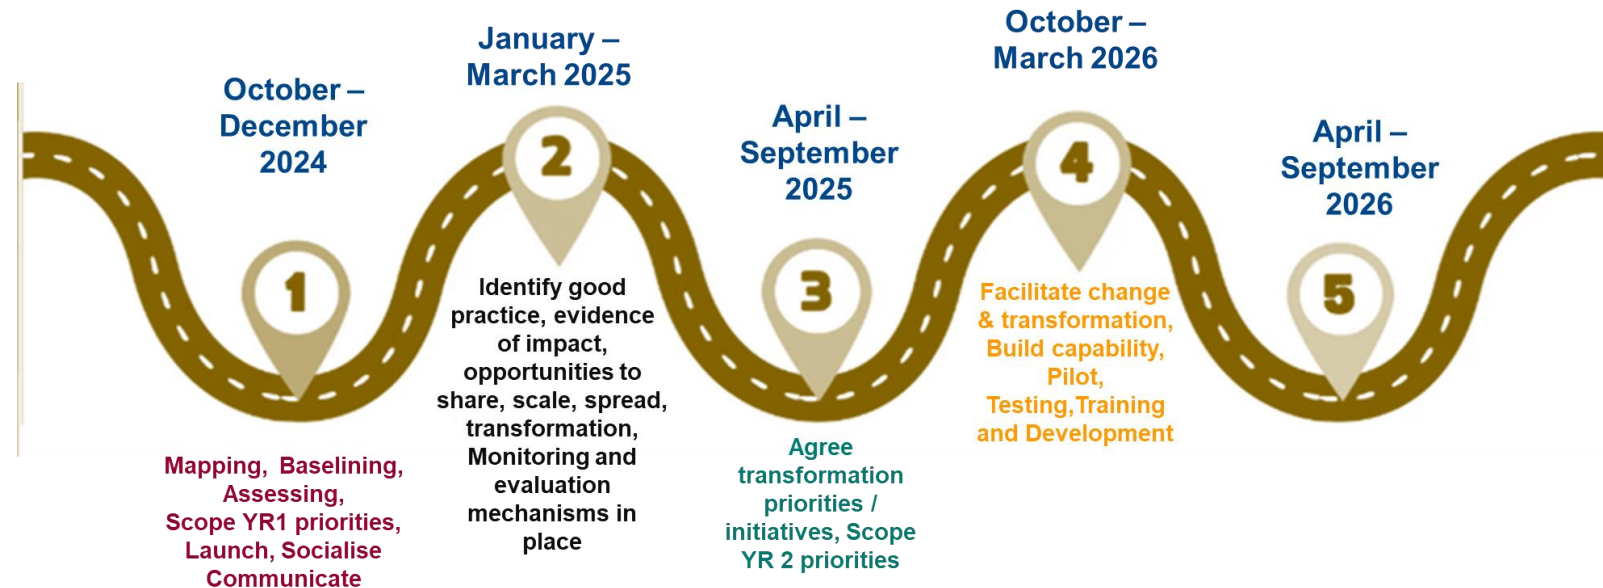 October –
December
2024
1
Mapping,  Baselining,
Assessing,
Scope YR1 priorities,
Launch, Socialise
Communicate
January –
March 2025
2
Identify good
practice, evidence
of impact,
opportunities to
share, scale, spread,
transformation,
Monitoring and
evaluation
mechanisms in
place
April –
September
2025
3
Agree
transformation
priorities /
initiatives, Scope
YR 2 priorities
October –
March 2026
4
Facilitate change
& transformation,
Build capability,
Pilot,
Testing,Training
and Development
April –
September
2026
5